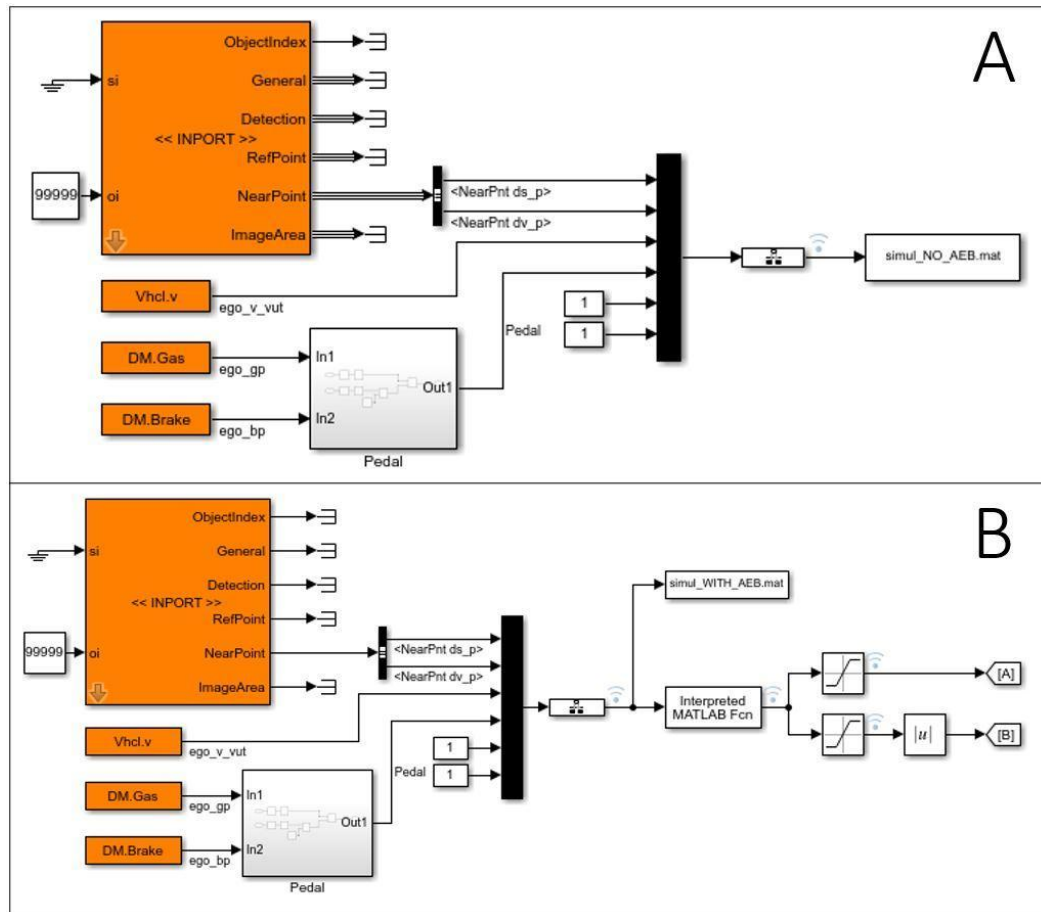 A
ObjectIndex
si
General
Detection
<< INPORT >>
RefPoint
99999
oi
NearPoint
<NearPnt ds_p>
<NearPnt dv_p>
ImageArea
simul_NO_AEB.mat
Vhcl.v
ego_v_vut
1
Pedal
1
DM.Gas
ego_gp
In1
Out1
DM.Brake
ego_bp
In2
Pedal
B
ObjectIndex
si
General
Detection
simul_WITH_AEB.mat
<< INPORT >>
RefPoint
99999
oi
NearPoint
<NearPnt ds_p>
<NearPnt dv_p>
ImageArea
Interpreted
MATLAB Fcn
[A]
Vhcl.v
ego_v_vut
|u|
[B]
1
Pedal
1
DM.Gas
ego_gp
In1
Out1
DM.Brake
ego_bp
In2
Pedal